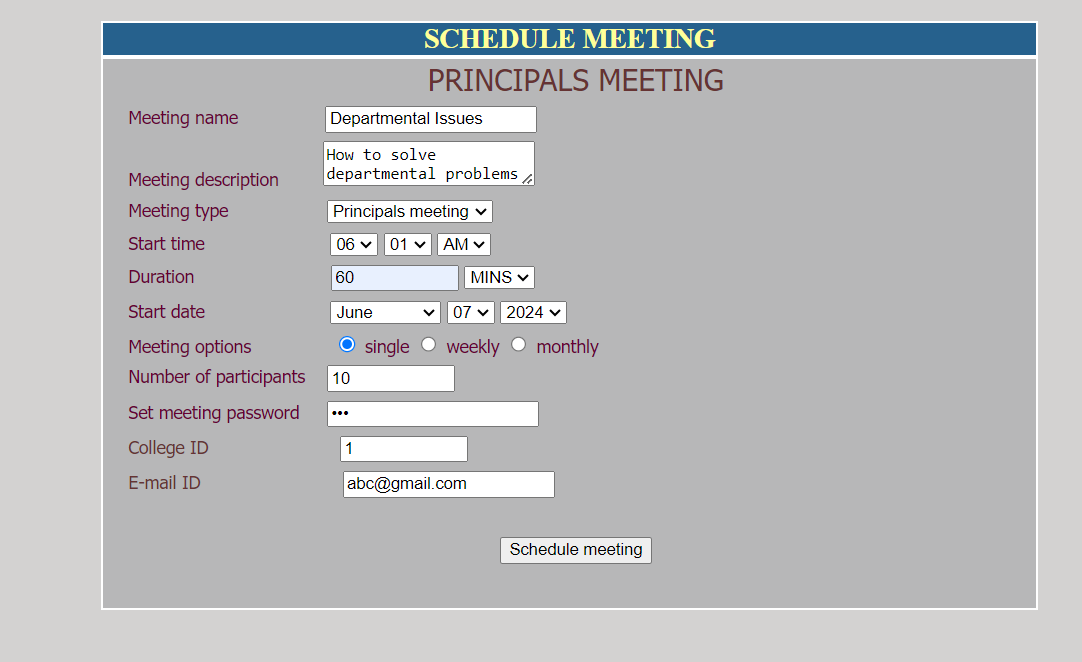 SCHEDULE MEETING
PRINCIPALS MEETING
Meeting name Departmental Issues
How to solve
departmental problems
Meeting description
Meeting type Principals meeting
Start time 06 01 AM
Duration 60 MINS
Start date June 07 2024
Meeting options single weekly monthly
Number of participants 10
Set meeting password •••
College ID 1
E-mail ID abc@gmail.com
Schedule meeting